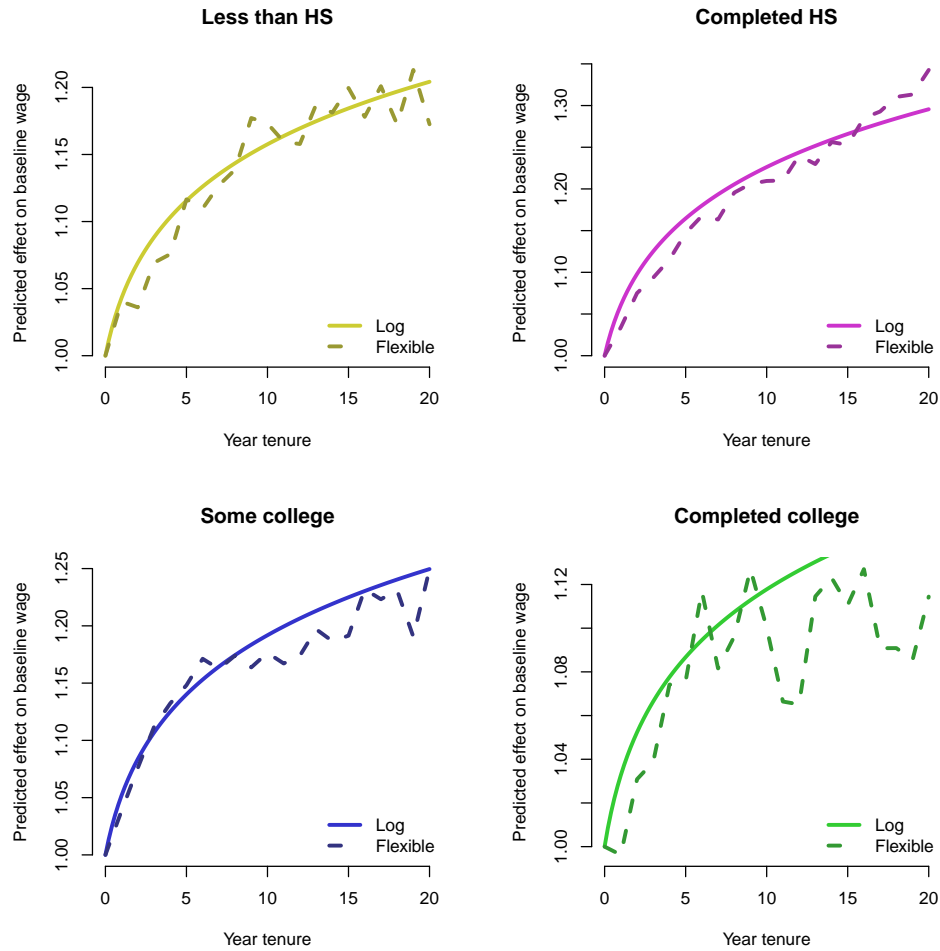 Less than HS
Predicted effect on baseline wage
1.00 1.05 1.10 1.15 1.20
Log
Flexible
0 5 10 15 20
Year tenure
Completed HS
Predicted effect on baseline wage
1.00 1.10 1.20 1.30
Log
Flexible
0 5 10 15 20
Year tenure
Some college
Predicted effect on baseline wage
1.00 1.05 1.10 1.15 1.20 1.25
Log
Flexible
0 5 10 15 20
Year tenure
Completed college
Predicted effect on baseline wage
1.00 1.04 1.08 1.12
Log
Flexible
0 5 10 15 20
Year tenure